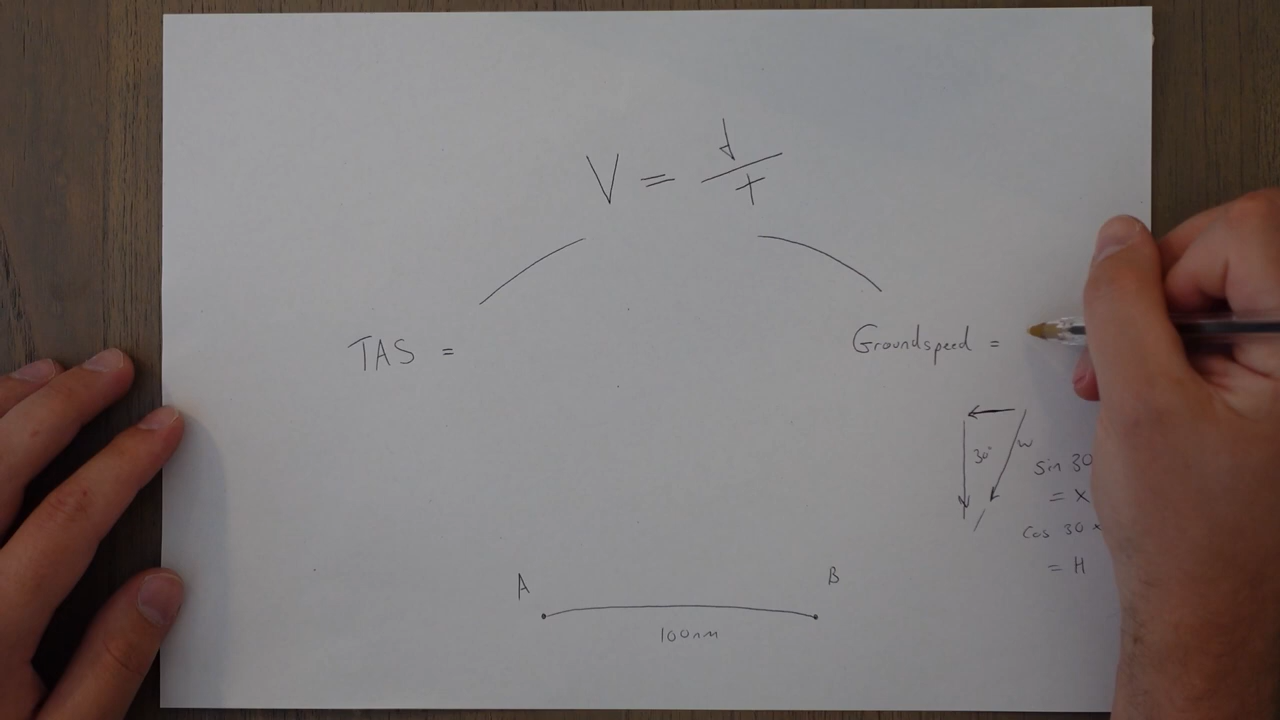 V = d/t
TAS =
Groundspeed =
30°
w
Sin 30
= X
Cos 30 ×
= H
A
B
100nm